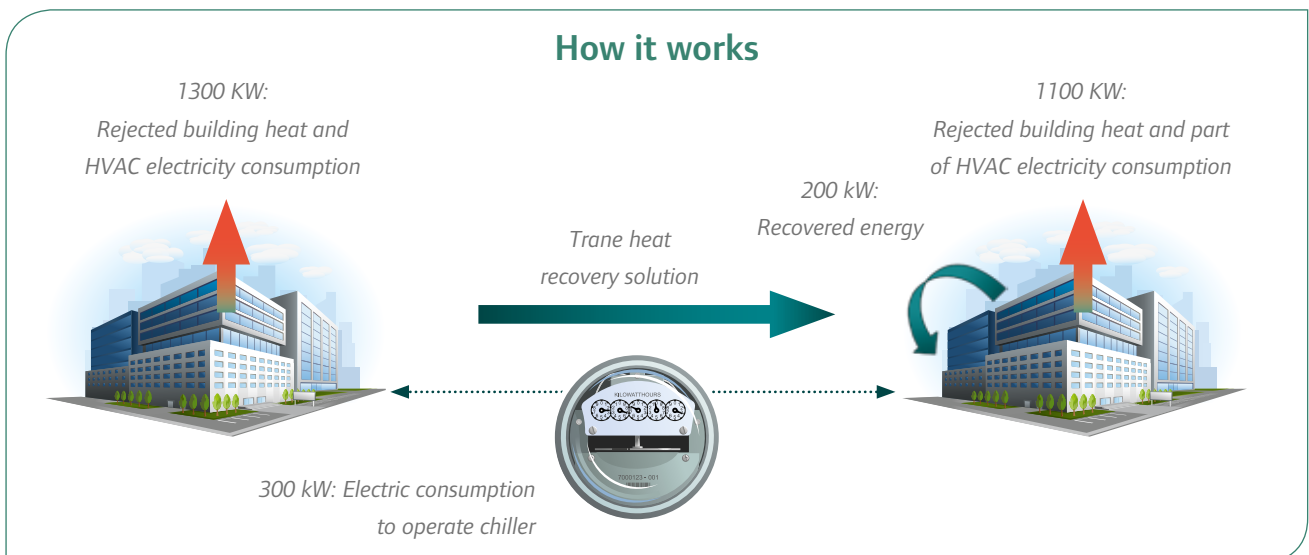 How it works
1300 KW:
Rejected building heat and
HVAC electricity consumption
Trane heat
recovery solution
200 kW:
Recovered energy
1100 KW:
Rejected building heat and part
of HVAC electricity consumption
KILOWATTHOURS
7000123 • 001
300 kW: Electric consumption
to operate chiller